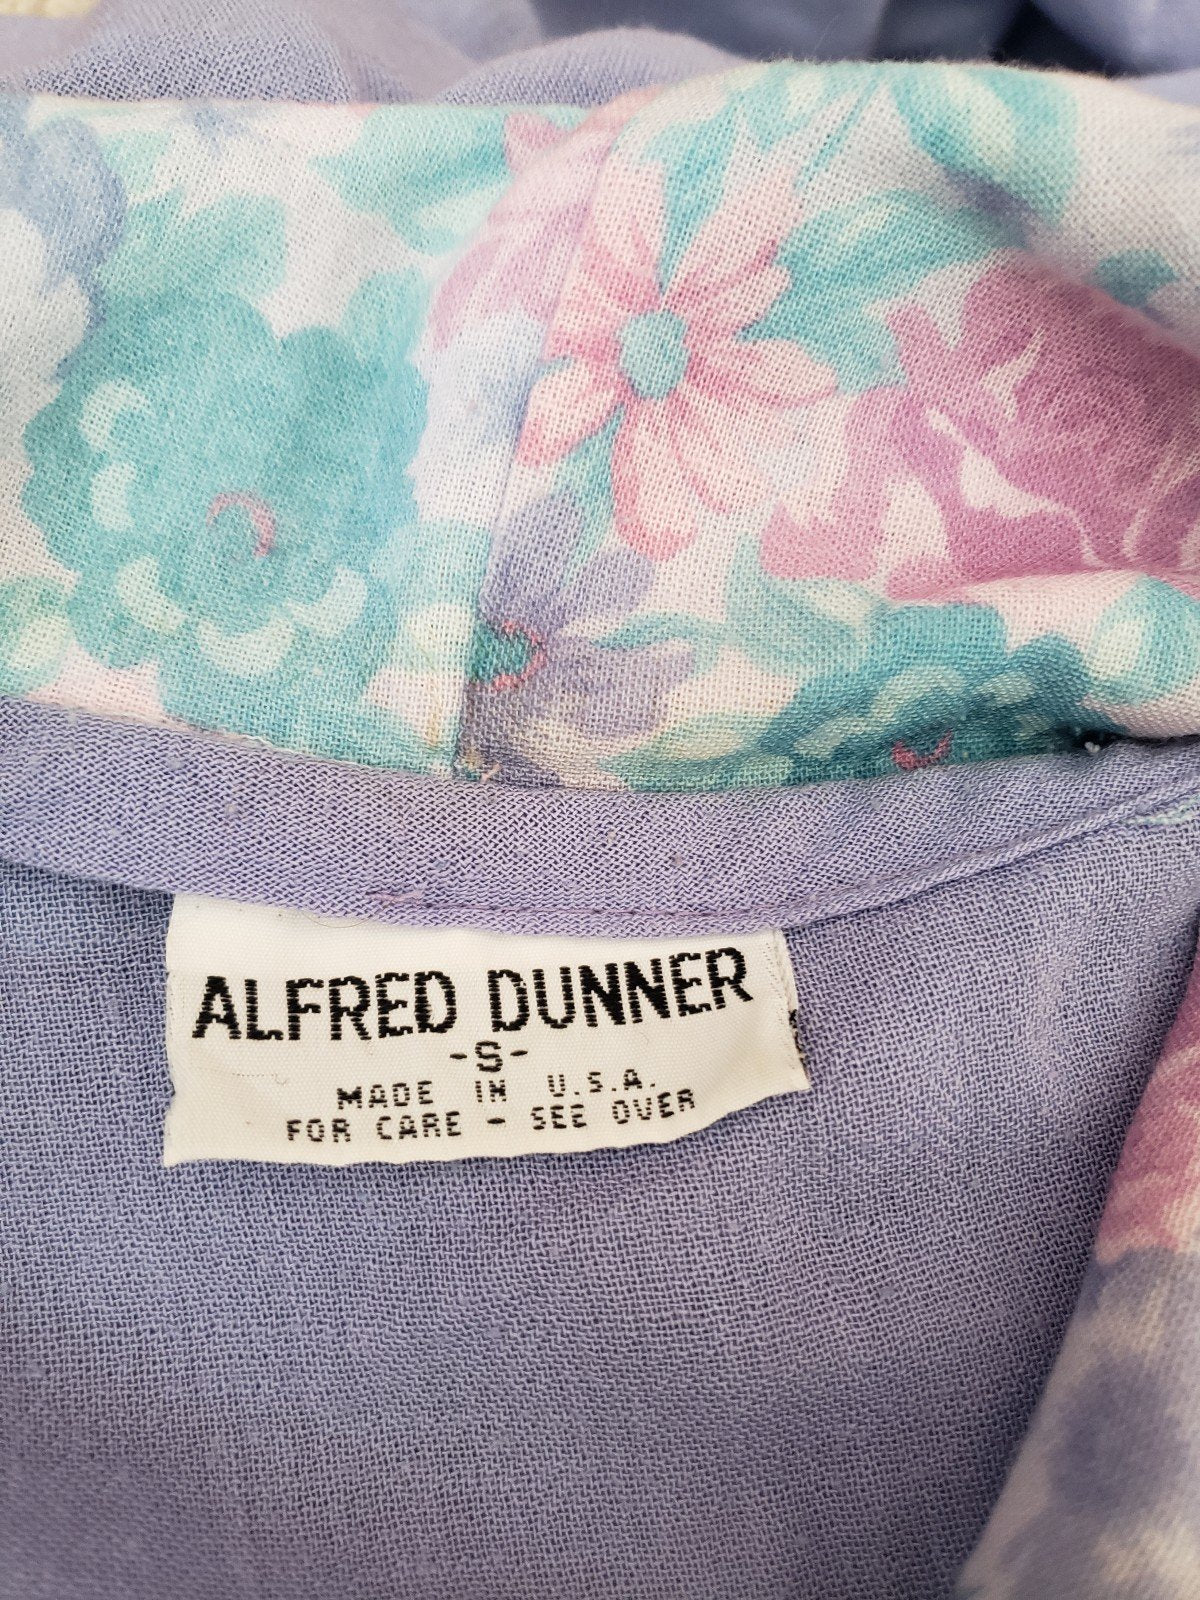 ALFRED DUNNER
-S-
MADE IN U.S.A.
FOR CARE - SEE OVER